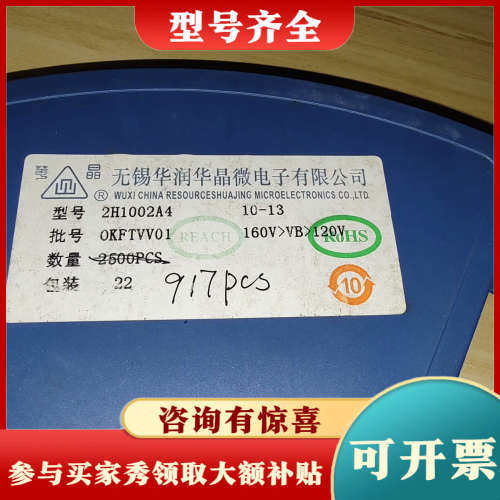 型号齐全
华晶
无锡华润华晶微电子有限公司
WUXI CHINA RESOURCESHUAJING MICROELECTRONICS CO.,LTD.
型号 2H1002A4 10-13
批号 0KFTVV01 REACH 160V>VB>120V RoHS
数量 2500PCS
包装 22 917pcs
10
咨询有惊喜
参与买家秀领取大额补贴
可开票